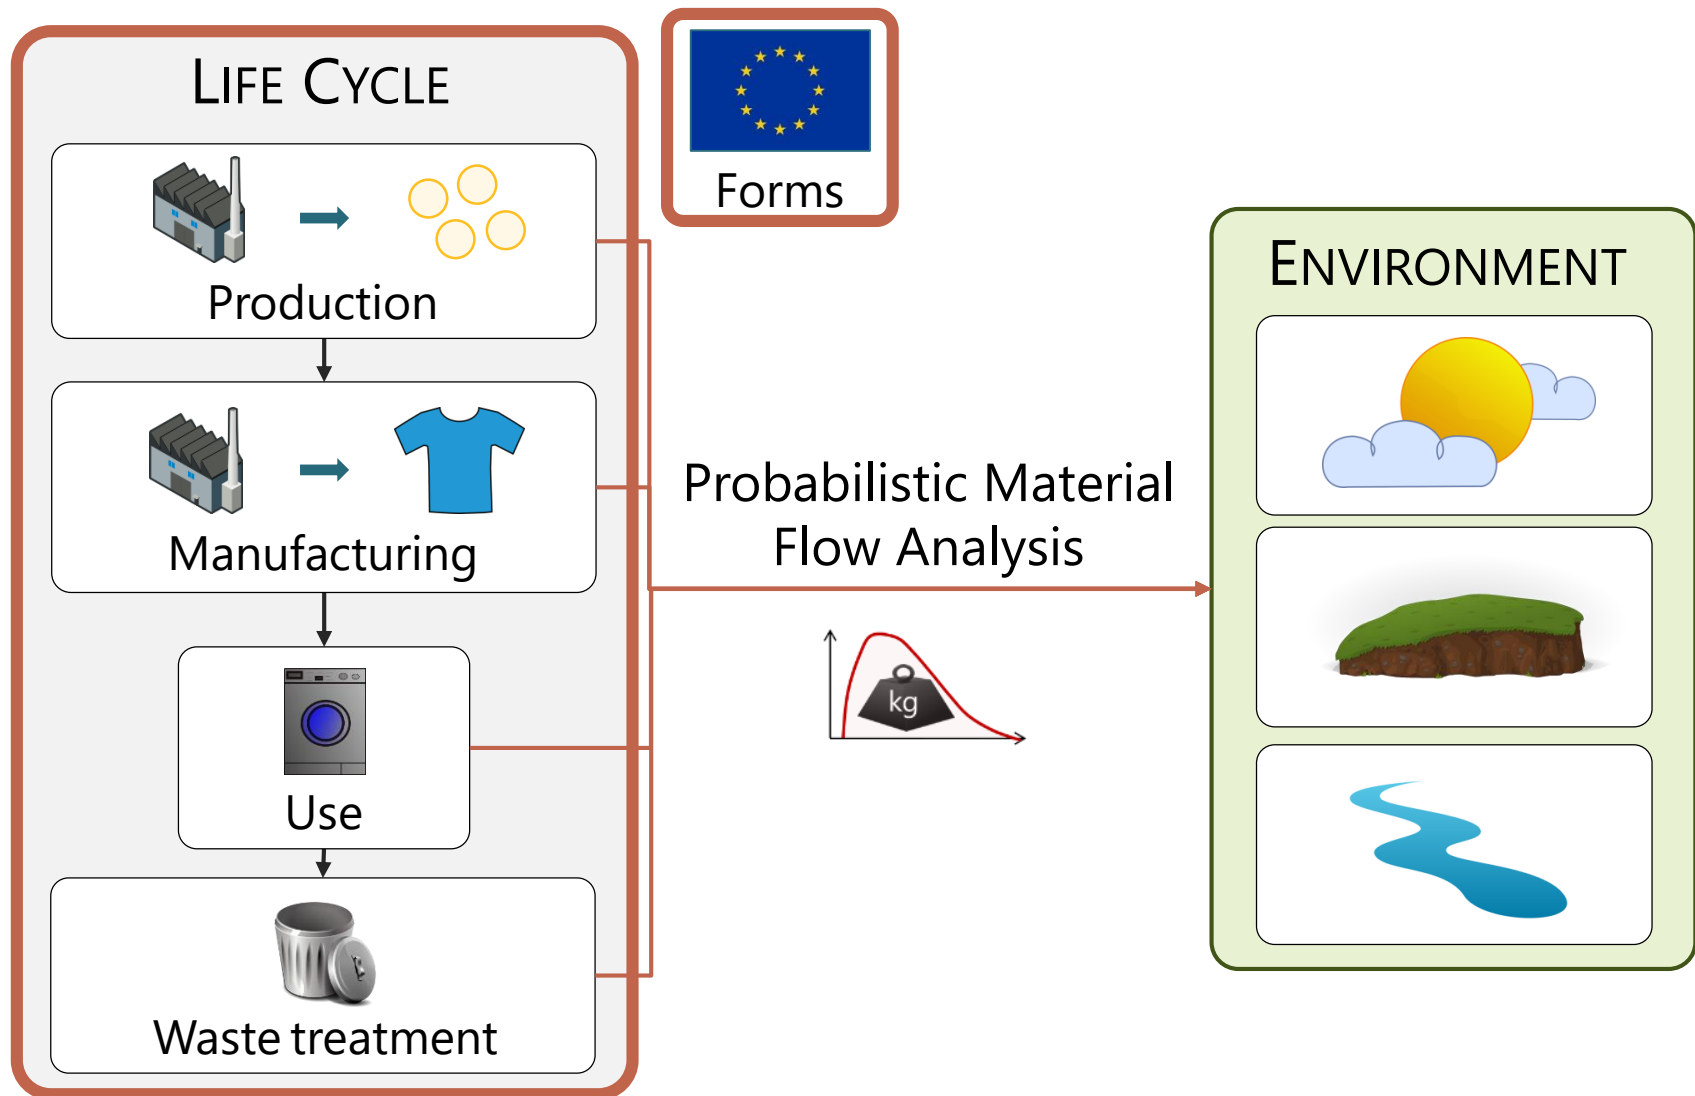 LIFE CYCLE
Production
Manufacturing
Use
Waste treatment
Forms
Probabilistic Material
Flow Analysis
kg
ENVIRONMENT